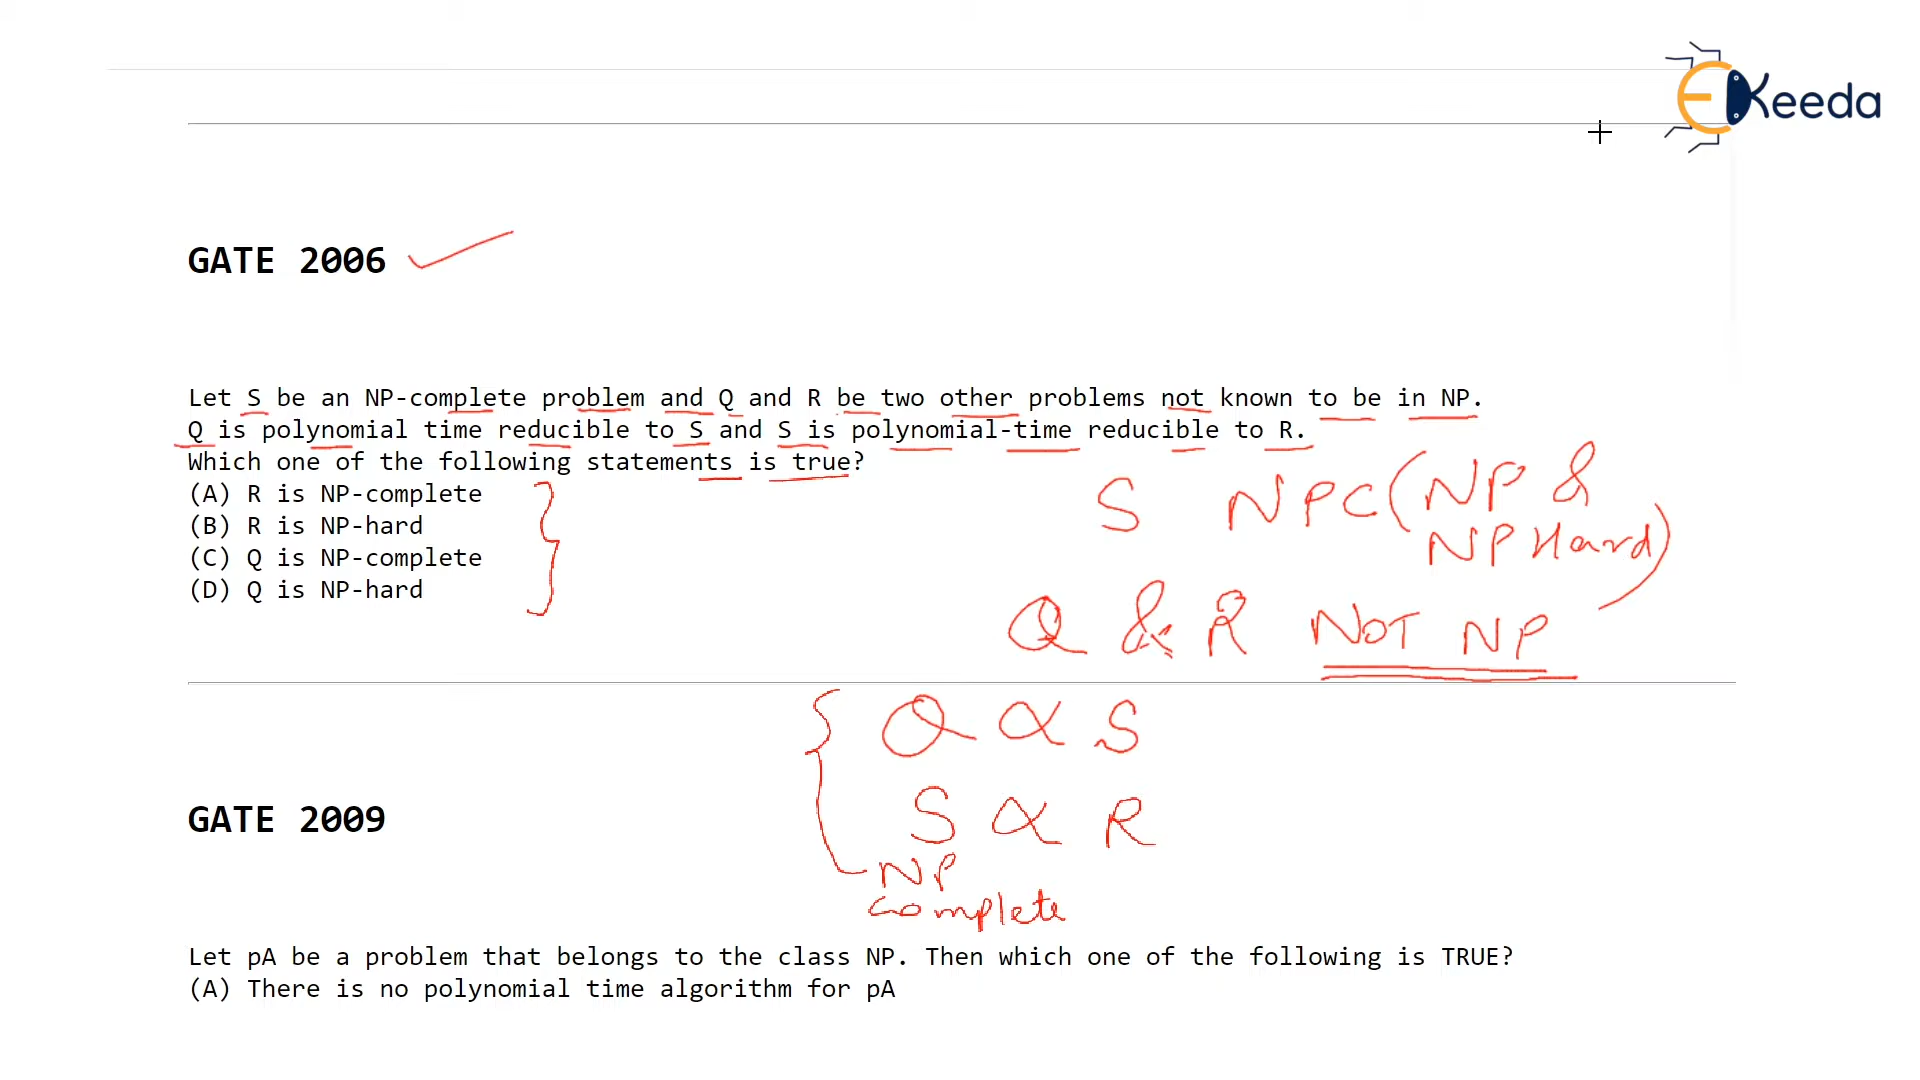 EKeeda
GATE 2006
Let S be an NP-complete problem and Q and R be two other problems not known to be in NP.
Q is polynomial time reducible to S and S is polynomial-time reducible to R.
Which one of the following statements is true?
(A) R is NP-complete
(B) R is NP-hard
(C) Q is NP-complete
(D) Q is NP-hard
S NPC (NP &
NP Hard)
Q & R NOT NP
Q ∝ S
S ∝ R
NP
complete
GATE 2009
Let pA be a problem that belongs to the class NP. Then which one of the following is TRUE?
(A) There is no polynomial time algorithm for pA